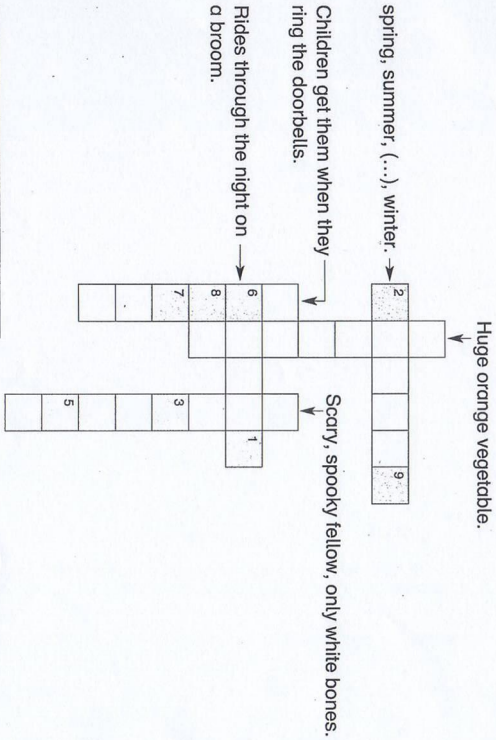 Huge orange vegetable.
spring, summer, (...), winter.
2
9
Children get them when they
ring the doorbells.
Scary, spooky fellow, only white bones.
Rides through the night on
a broom.
6
1
8
7
3
5